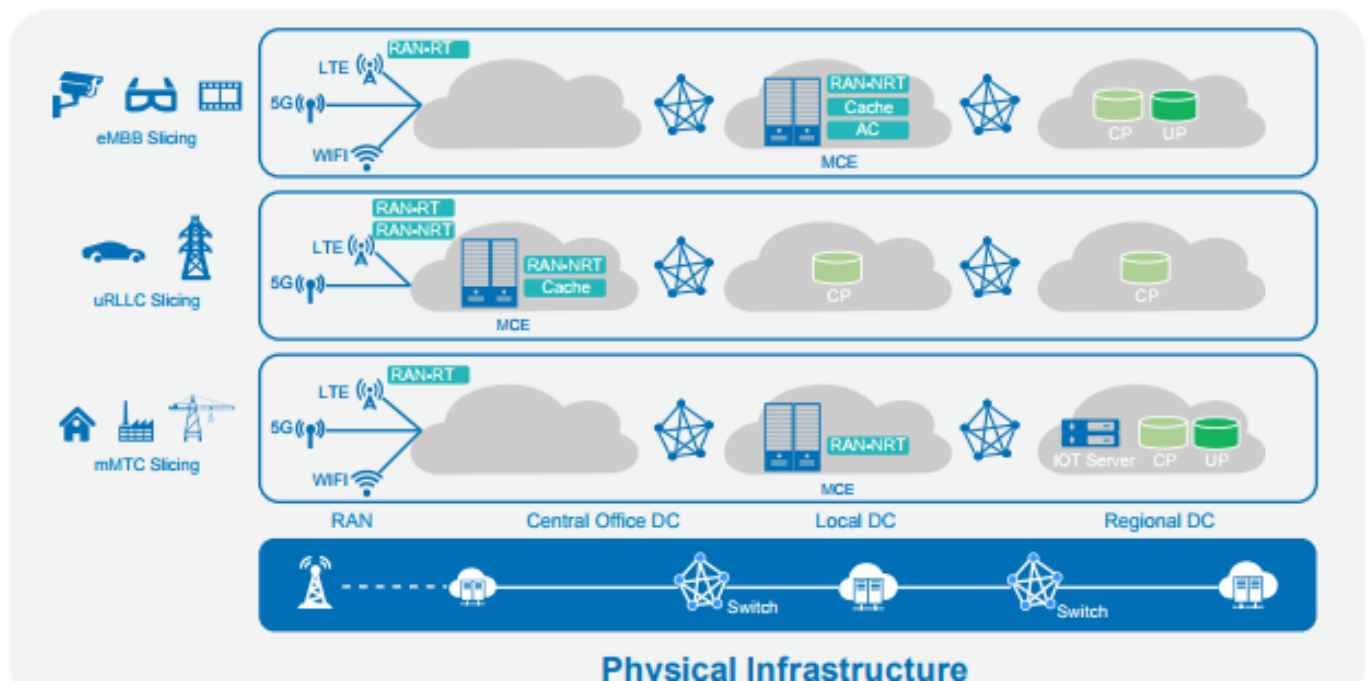 RAN•RT
LTE
5G
WIFI
eMBB Slicing
RAN•NRT
Cache
AC
MCE
CP UP
RAN•RT
RAN•NRT
LTE
5G
uRLLC Slicing
RAN•NRT
Cache
MCE
CP
CP
RAN•RT
LTE
5G
WIFI
mMTC Slicing
RAN•NRT
MCE
IOT Server CP UP
RAN Central Office DC Local DC Regional DC
Switch
Switch
Physical Infrastructure